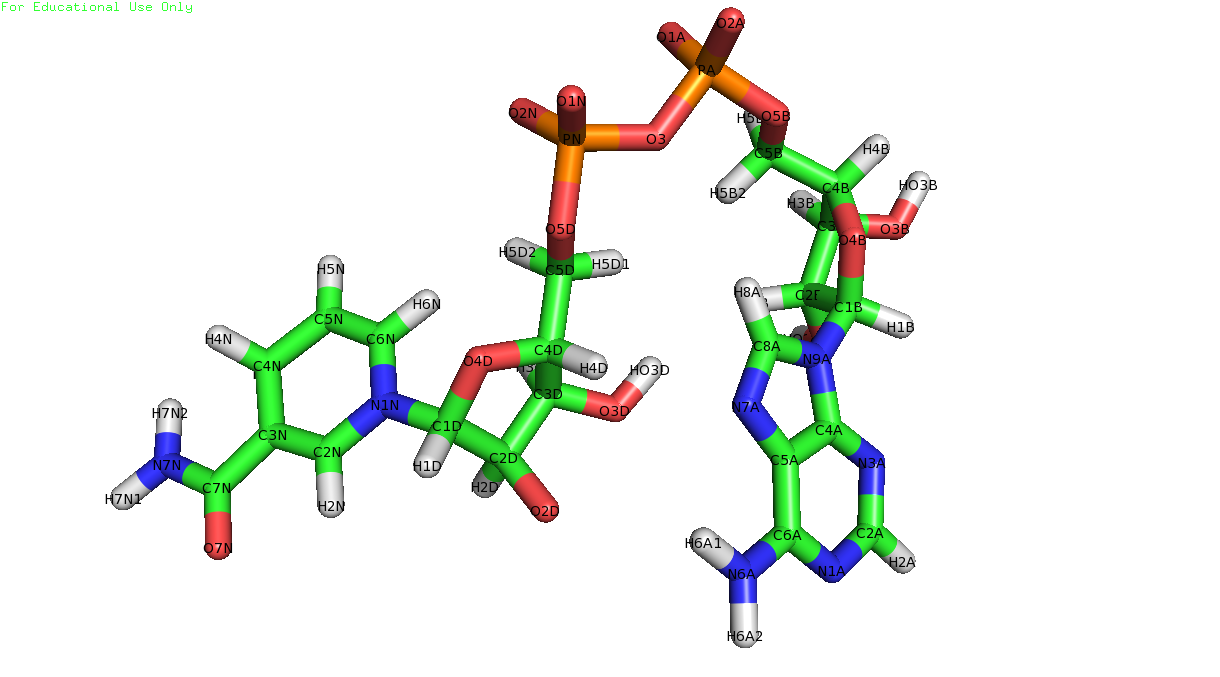 For Educational Use Only
O2A
O1A
PA
O1N
O2N
O5B
PN
O3
C5B
H4B
H5B2
C4B
HO3B
H3B
O5D
O3B
O4B
H5D2
H5D1
C5D
H5N
H8A
C2B
H6N
C1B
C5N
H1B
H4N
C6N
C8A
C4D
N9A
O4D
C4N
H4D
HO3D
C3D
N1N
N7A
O3D
H7N2
C1D
C4A
C3N
C2N
C2D
C5A
N3A
N7N
H1D
C7N
H2D
H7N1
H2N
O2D
C6A
C2A
H6A1
O7N
H2A
N6A
N1A
H6A2